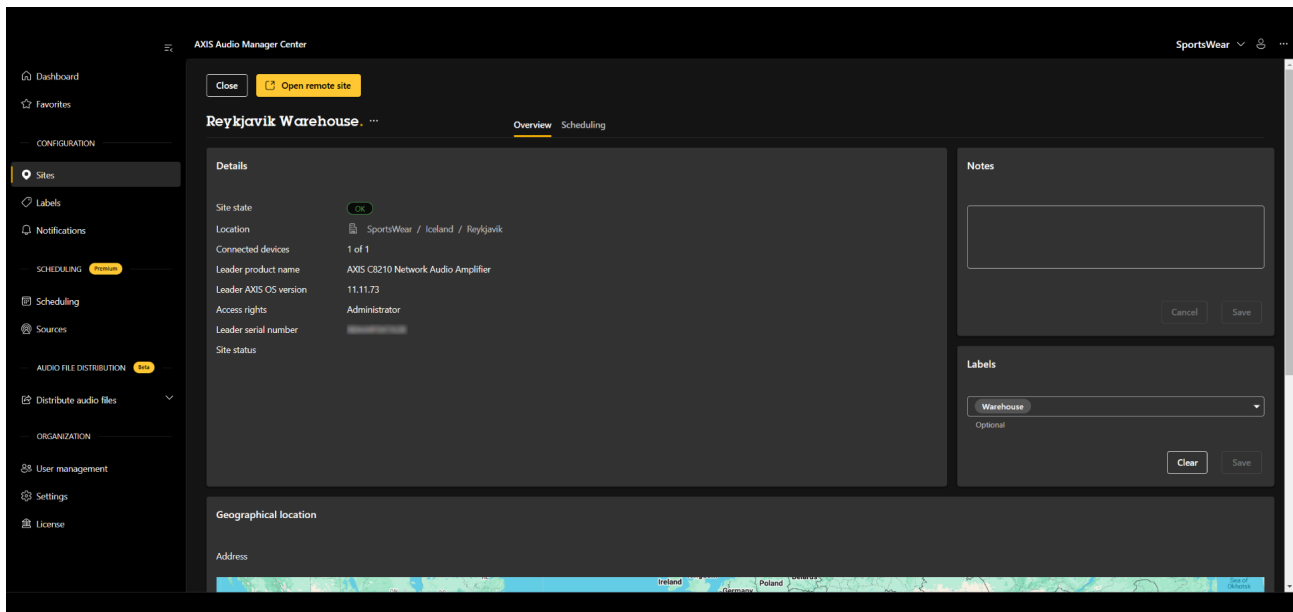 AXIS Audio Manager Center
SportsWear
Dashboard
Favorites
CONFIGURATION
Sites
Labels
Notifications
SCHEDULING Premium
Scheduling
Sources
AUDIO FILE DISTRIBUTION Beta
Distribute audio files
ORGANIZATION
User management
Settings
License
Close
Open remote site
Reykjavik Warehouse. ...
Overview Scheduling
Details
Site state OK
Location SportsWear / Iceland / Reykjavik
Connected devices 1 of 1
Leader product name AXIS C8210 Network Audio Amplifier
Leader AXIS OS version 11.11.73
Access rights Administrator
Leader serial number
Site status
Notes
Cancel Save
Labels
Warehouse
Optional
Clear Save
Geographical location
Address
Ireland
Poland
Germany
Sea of
Okhotsk